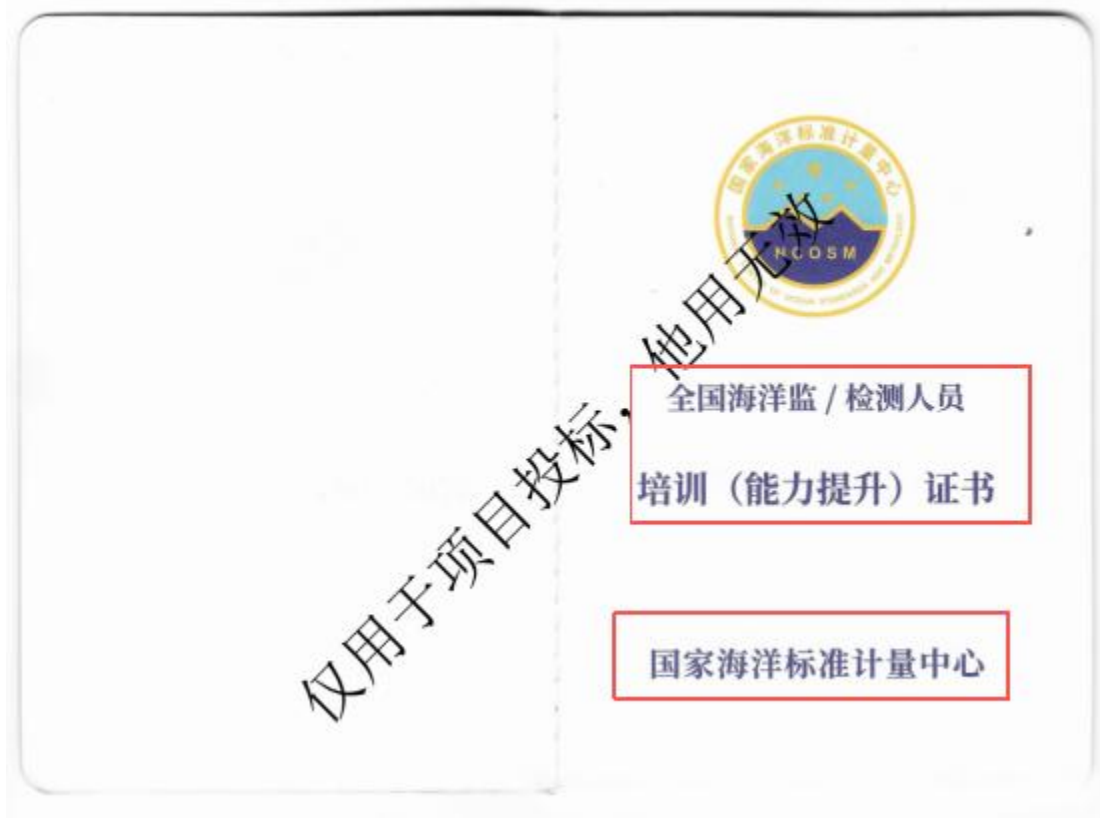 国家海洋标准计量中心
NCOSM
全国海洋监 / 检测人员
培训（能力提升）证书
国家海洋标准计量中心
仅用于项目投标，他用无效